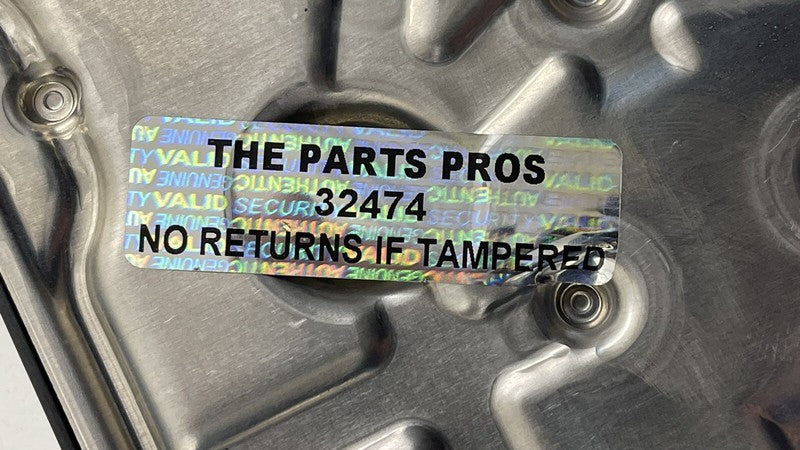 THE PARTS PROS
32474
NO RETURNS IF TAMPERED